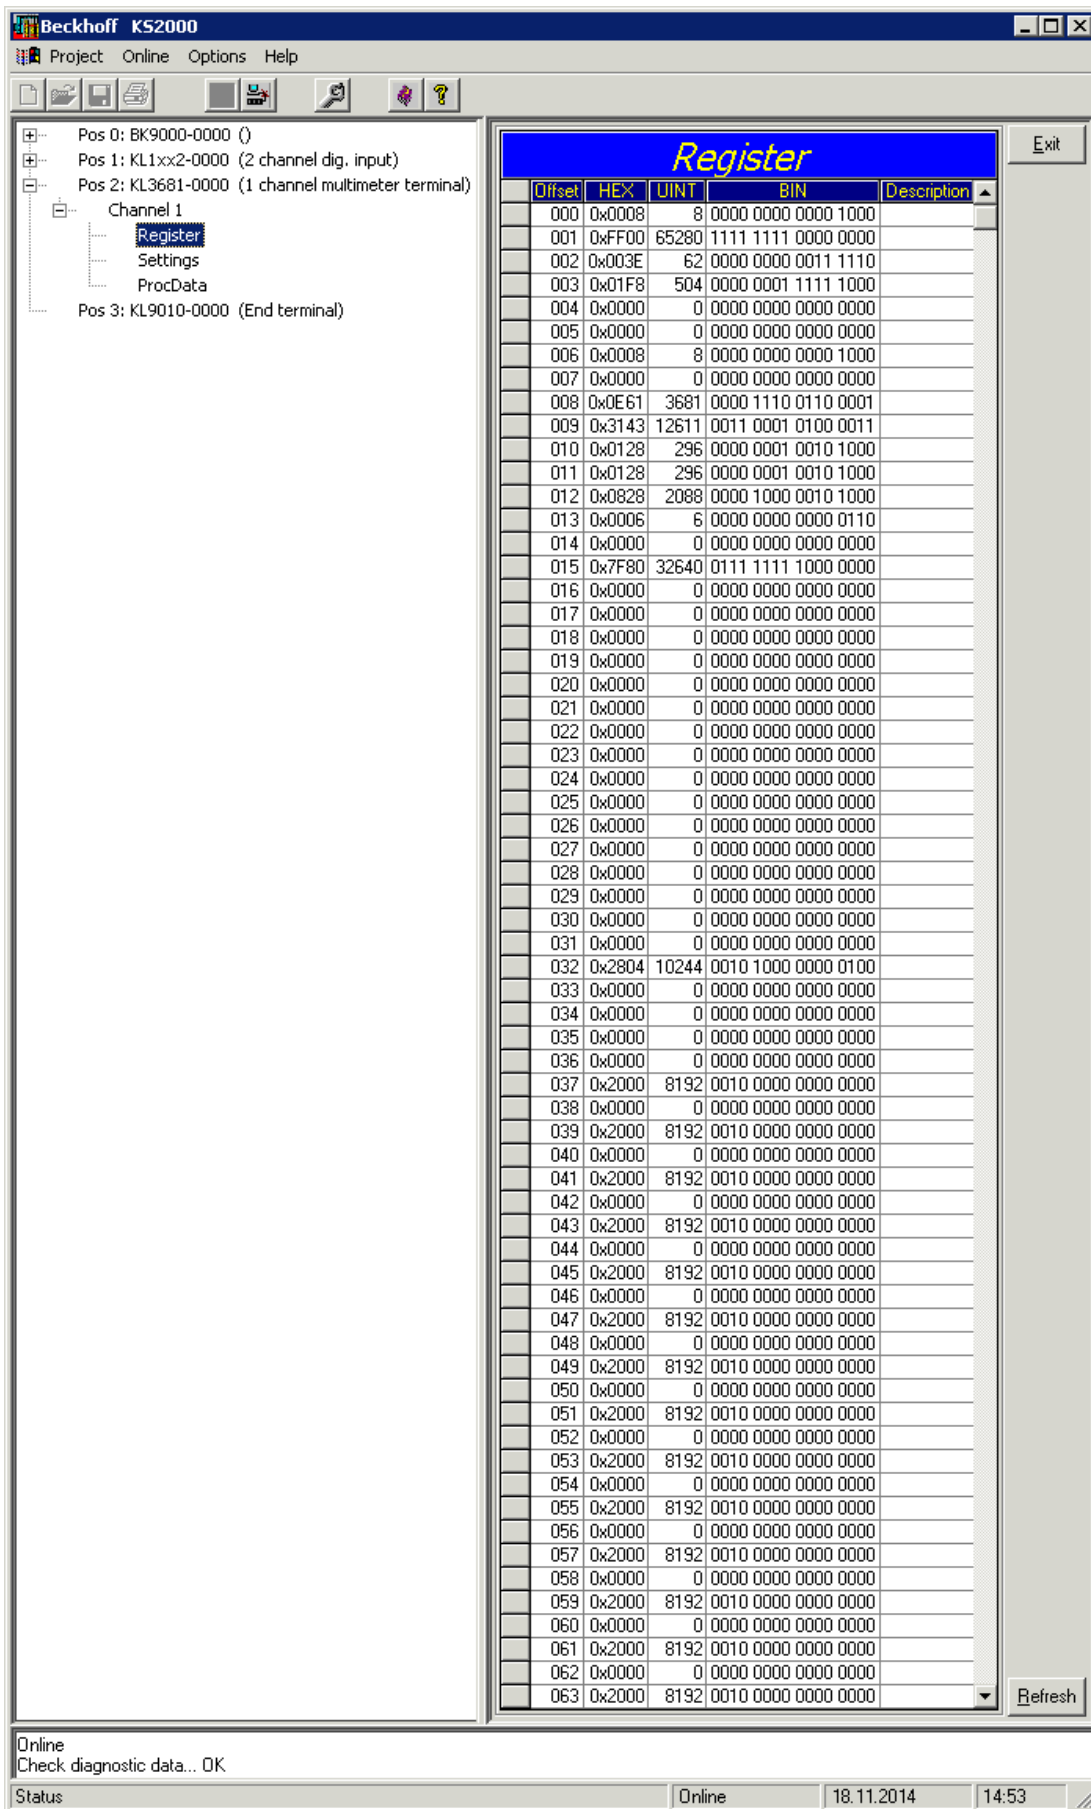 Beckhoff KS2000
Project Online Options Help
Pos 0: BK9000-0000 ()
Pos 1: KL1xx2-0000 (2 channel dig. input)
Pos 2: KL3681-0000 (1 channel multimeter terminal)
Channel 1
Register
Settings
ProcData
Pos 3: KL9010-0000 (End terminal)
Register
Exit
Offset HEX UINT BIN Description
000 0x0008 8 0000 0000 0000 1000
001 0xFF00 65280 1111 1111 0000 0000
002 0x003E 62 0000 0000 0011 1110
003 0x01F8 504 0000 0001 1111 1000
004 0x0000 0 0000 0000 0000 0000
005 0x0000 0 0000 0000 0000 0000
006 0x0008 8 0000 0000 0000 1000
007 0x0000 0 0000 0000 0000 0000
008 0x0E61 3681 0000 1110 0110 0001
009 0x3143 12611 0011 0001 0100 0011
010 0x0128 296 0000 0001 0010 1000
011 0x0128 296 0000 0001 0010 1000
012 0x0828 2088 0000 1000 0010 1000
013 0x0006 6 0000 0000 0000 0110
014 0x0000 0 0000 0000 0000 0000
015 0x7F80 32640 0111 1111 1000 0000
016 0x0000 0 0000 0000 0000 0000
017 0x0000 0 0000 0000 0000 0000
018 0x0000 0 0000 0000 0000 0000
019 0x0000 0 0000 0000 0000 0000
020 0x0000 0 0000 0000 0000 0000
021 0x0000 0 0000 0000 0000 0000
022 0x0000 0 0000 0000 0000 0000
023 0x0000 0 0000 0000 0000 0000
024 0x0000 0 0000 0000 0000 0000
025 0x0000 0 0000 0000 0000 0000
026 0x0000 0 0000 0000 0000 0000
027 0x0000 0 0000 0000 0000 0000
028 0x0000 0 0000 0000 0000 0000
029 0x0000 0 0000 0000 0000 0000
030 0x0000 0 0000 0000 0000 0000
031 0x0000 0 0000 0000 0000 0000
032 0x2804 10244 0010 1000 0000 0100
033 0x0000 0 0000 0000 0000 0000
034 0x0000 0 0000 0000 0000 0000
035 0x0000 0 0000 0000 0000 0000
036 0x0000 0 0000 0000 0000 0000
037 0x2000 8192 0010 0000 0000 0000
038 0x0000 0 0000 0000 0000 0000
039 0x2000 8192 0010 0000 0000 0000
040 0x0000 0 0000 0000 0000 0000
041 0x2000 8192 0010 0000 0000 0000
042 0x0000 0 0000 0000 0000 0000
043 0x2000 8192 0010 0000 0000 0000
044 0x0000 0 0000 0000 0000 0000
045 0x2000 8192 0010 0000 0000 0000
046 0x0000 0 0000 0000 0000 0000
047 0x2000 8192 0010 0000 0000 0000
048 0x0000 0 0000 0000 0000 0000
049 0x2000 8192 0010 0000 0000 0000
050 0x0000 0 0000 0000 0000 0000
051 0x2000 8192 0010 0000 0000 0000
052 0x0000 0 0000 0000 0000 0000
053 0x2000 8192 0010 0000 0000 0000
054 0x0000 0 0000 0000 0000 0000
055 0x2000 8192 0010 0000 0000 0000
056 0x0000 0 0000 0000 0000 0000
057 0x2000 8192 0010 0000 0000 0000
058 0x0000 0 0000 0000 0000 0000
059 0x2000 8192 0010 0000 0000 0000
060 0x0000 0 0000 0000 0000 0000
061 0x2000 8192 0010 0000 0000 0000
062 0x0000 0 0000 0000 0000 0000
063 0x2000 8192 0010 0000 0000 0000
Refresh
Online
Check diagnostic data... OK
Status Online 18.11.2014 14:53